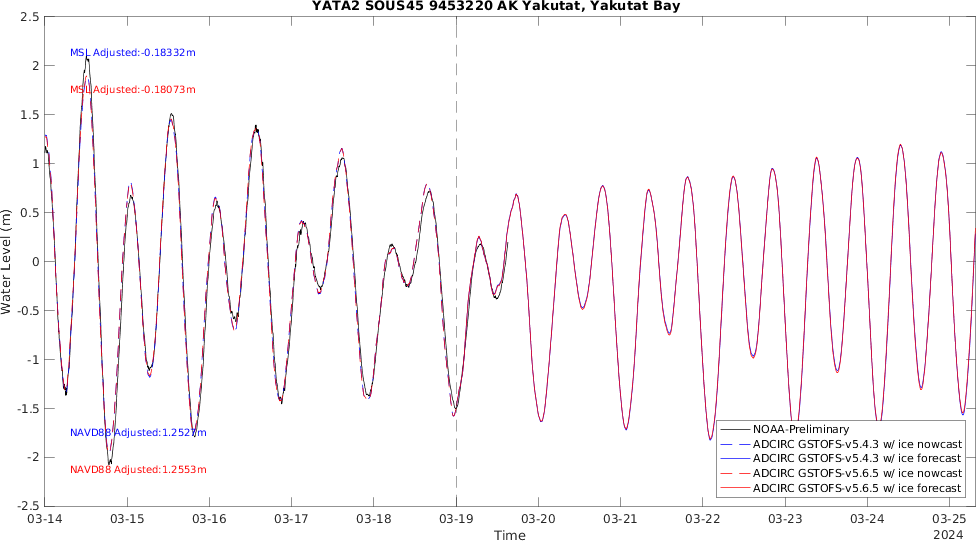 YATA2 SOUS45 9453220 AK Yakutat, Yakutat Bay
2.5
2
1.5
1
0.5
0
-0.5
-1
-1.5
-2
-2.5
Water Level (m)
MSL Adjusted:-0.18332m
MSL Adjusted:-0.18073m
NAVD88 Adjusted:1.2527m
NAVD88 Adjusted:1.2553m
NOAA-Preliminary
ADCIRC GSTOFS-v5.4.3 w/ ice nowcast
ADCIRC GSTOFS-v5.4.3 w/ ice forecast
ADCIRC GSTOFS-v5.6.5 w/ ice nowcast
ADCIRC GSTOFS-v5.6.5 w/ ice forecast
03-14 03-15 03-16 03-17 03-18 03-19 03-20 03-21 03-22 03-23 03-24 03-25
Time
2024